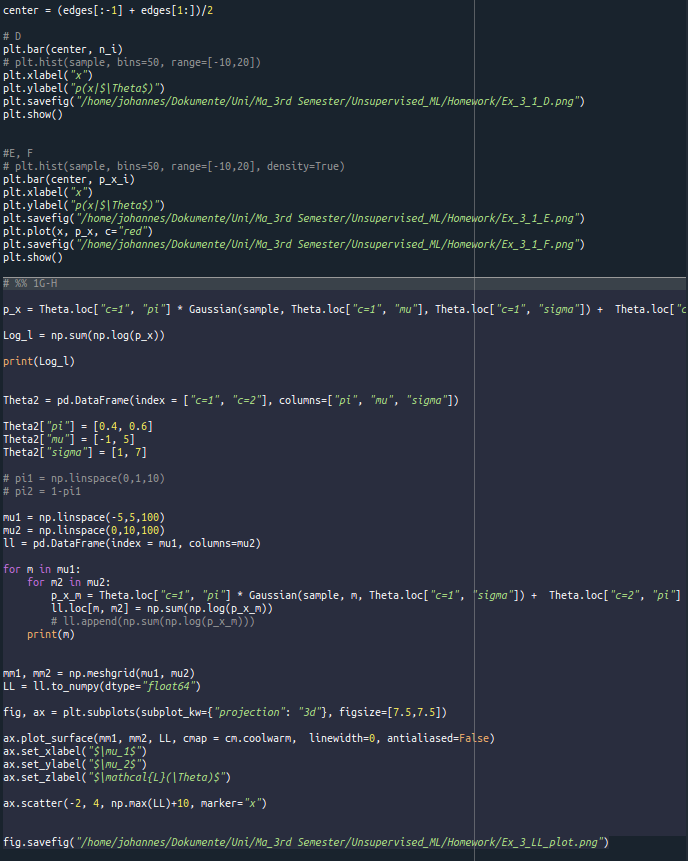 center = (edges[:-1] + edges[1:])/2
# D
plt.bar(center, n_i)
# plt.hist(sample, bins=50, range=[-10,20])
plt.xlabel("x")
plt.ylabel("p(x|$\Theta$)")
plt.savefig("/home/johannes/Dokumente/Uni/Ma_3rd Semester/Unsupervised_ML/Homework/Ex_3_1_D.png")
plt.show()
#E, F
# plt.hist(sample, bins=50, range=[-10,20], density=True)
plt.bar(center, p_x_i)
plt.xlabel("x")
plt.ylabel("p(x|$\Theta$)")
plt.savefig("/home/johannes/Dokumente/Uni/Ma_3rd Semester/Unsupervised_ML/Homework/Ex_3_1_E.png")
plt.plot(x, p_x, c="red")
plt.savefig("/home/johannes/Dokumente/Uni/Ma_3rd Semester/Unsupervised_ML/Homework/Ex_3_1_F.png")
plt.show()
# %% 1G-H
p_x = Theta.loc["c=1", "pi"] * Gaussian(sample, Theta.loc["c=1", "mu"], Theta.loc["c=1", "sigma"]) +  Theta.loc["c
Log_l = np.sum(np.log(p_x))
print(Log_l)
Theta2 = pd.DataFrame(index = ["c=1", "c=2"], columns=["pi", "mu", "sigma"])
Theta2["pi"] = [0.4, 0.6]
Theta2["mu"] = [-1, 5]
Theta2["sigma"] = [1, 7]
# pi1 = np.linspace(0,1,10)
# pi2 = 1-pi1
mu1 = np.linspace(-5,5,100)
mu2 = np.linspace(0,10,100)
ll = pd.DataFrame(index = mu1, columns=mu2)
for m in mu1:
    for m2 in mu2:
        p_x_m = Theta.loc["c=1", "pi"] * Gaussian(sample, m, Theta.loc["c=1", "sigma"]) +  Theta.loc["c=2", "pi"]
        ll.loc[m, m2] = np.sum(np.log(p_x_m))
        # ll.append(np.sum(np.log(p_x_m)))
    print(m)
mm1, mm2 = np.meshgrid(mu1, mu2)
LL = ll.to_numpy(dtype="float64")
fig, ax = plt.subplots(subplot_kw={"projection": "3d"}, figsize=[7.5,7.5])
ax.plot_surface(mm1, mm2, LL, cmap = cm.coolwarm,  linewidth=0, antialiased=False)
ax.set_xlabel("$\mu_1$")
ax.set_ylabel("$\mu_2$")
ax.set_zlabel("$\mathcal{L}(\Theta)$")
ax.scatter(-2, 4, np.max(LL)+10, marker="x")
fig.savefig("/home/johannes/Dokumente/Uni/Ma_3rd Semester/Unsupervised_ML/Homework/Ex_3_LL_plot.png")